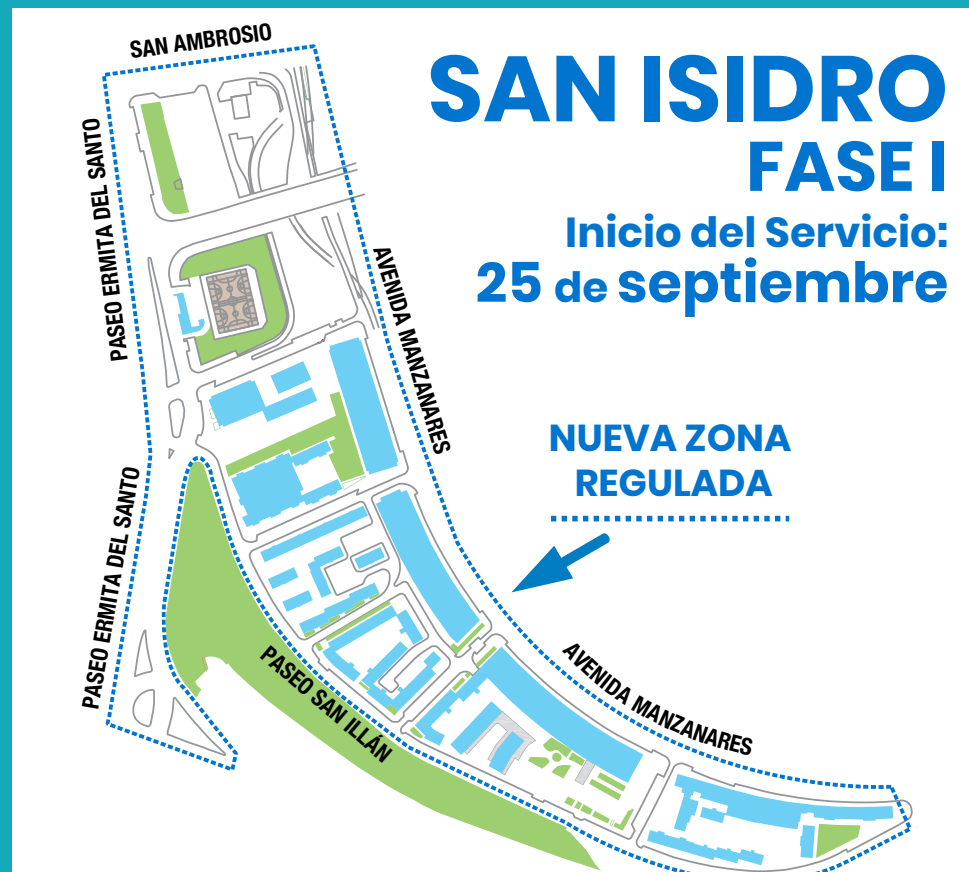 SAN AMBROSIO
SAN ISIDRO
FASE I
Inicio del Servicio:
25 de septiembre
PASEO ERMITA DEL SANTO
AVENIDA MANZANARES
NUEVA ZONA
REGULADA
PASEO ERMITA DEL SANTO
PASEO SAN ILLÁN
AVENIDA MANZANARES